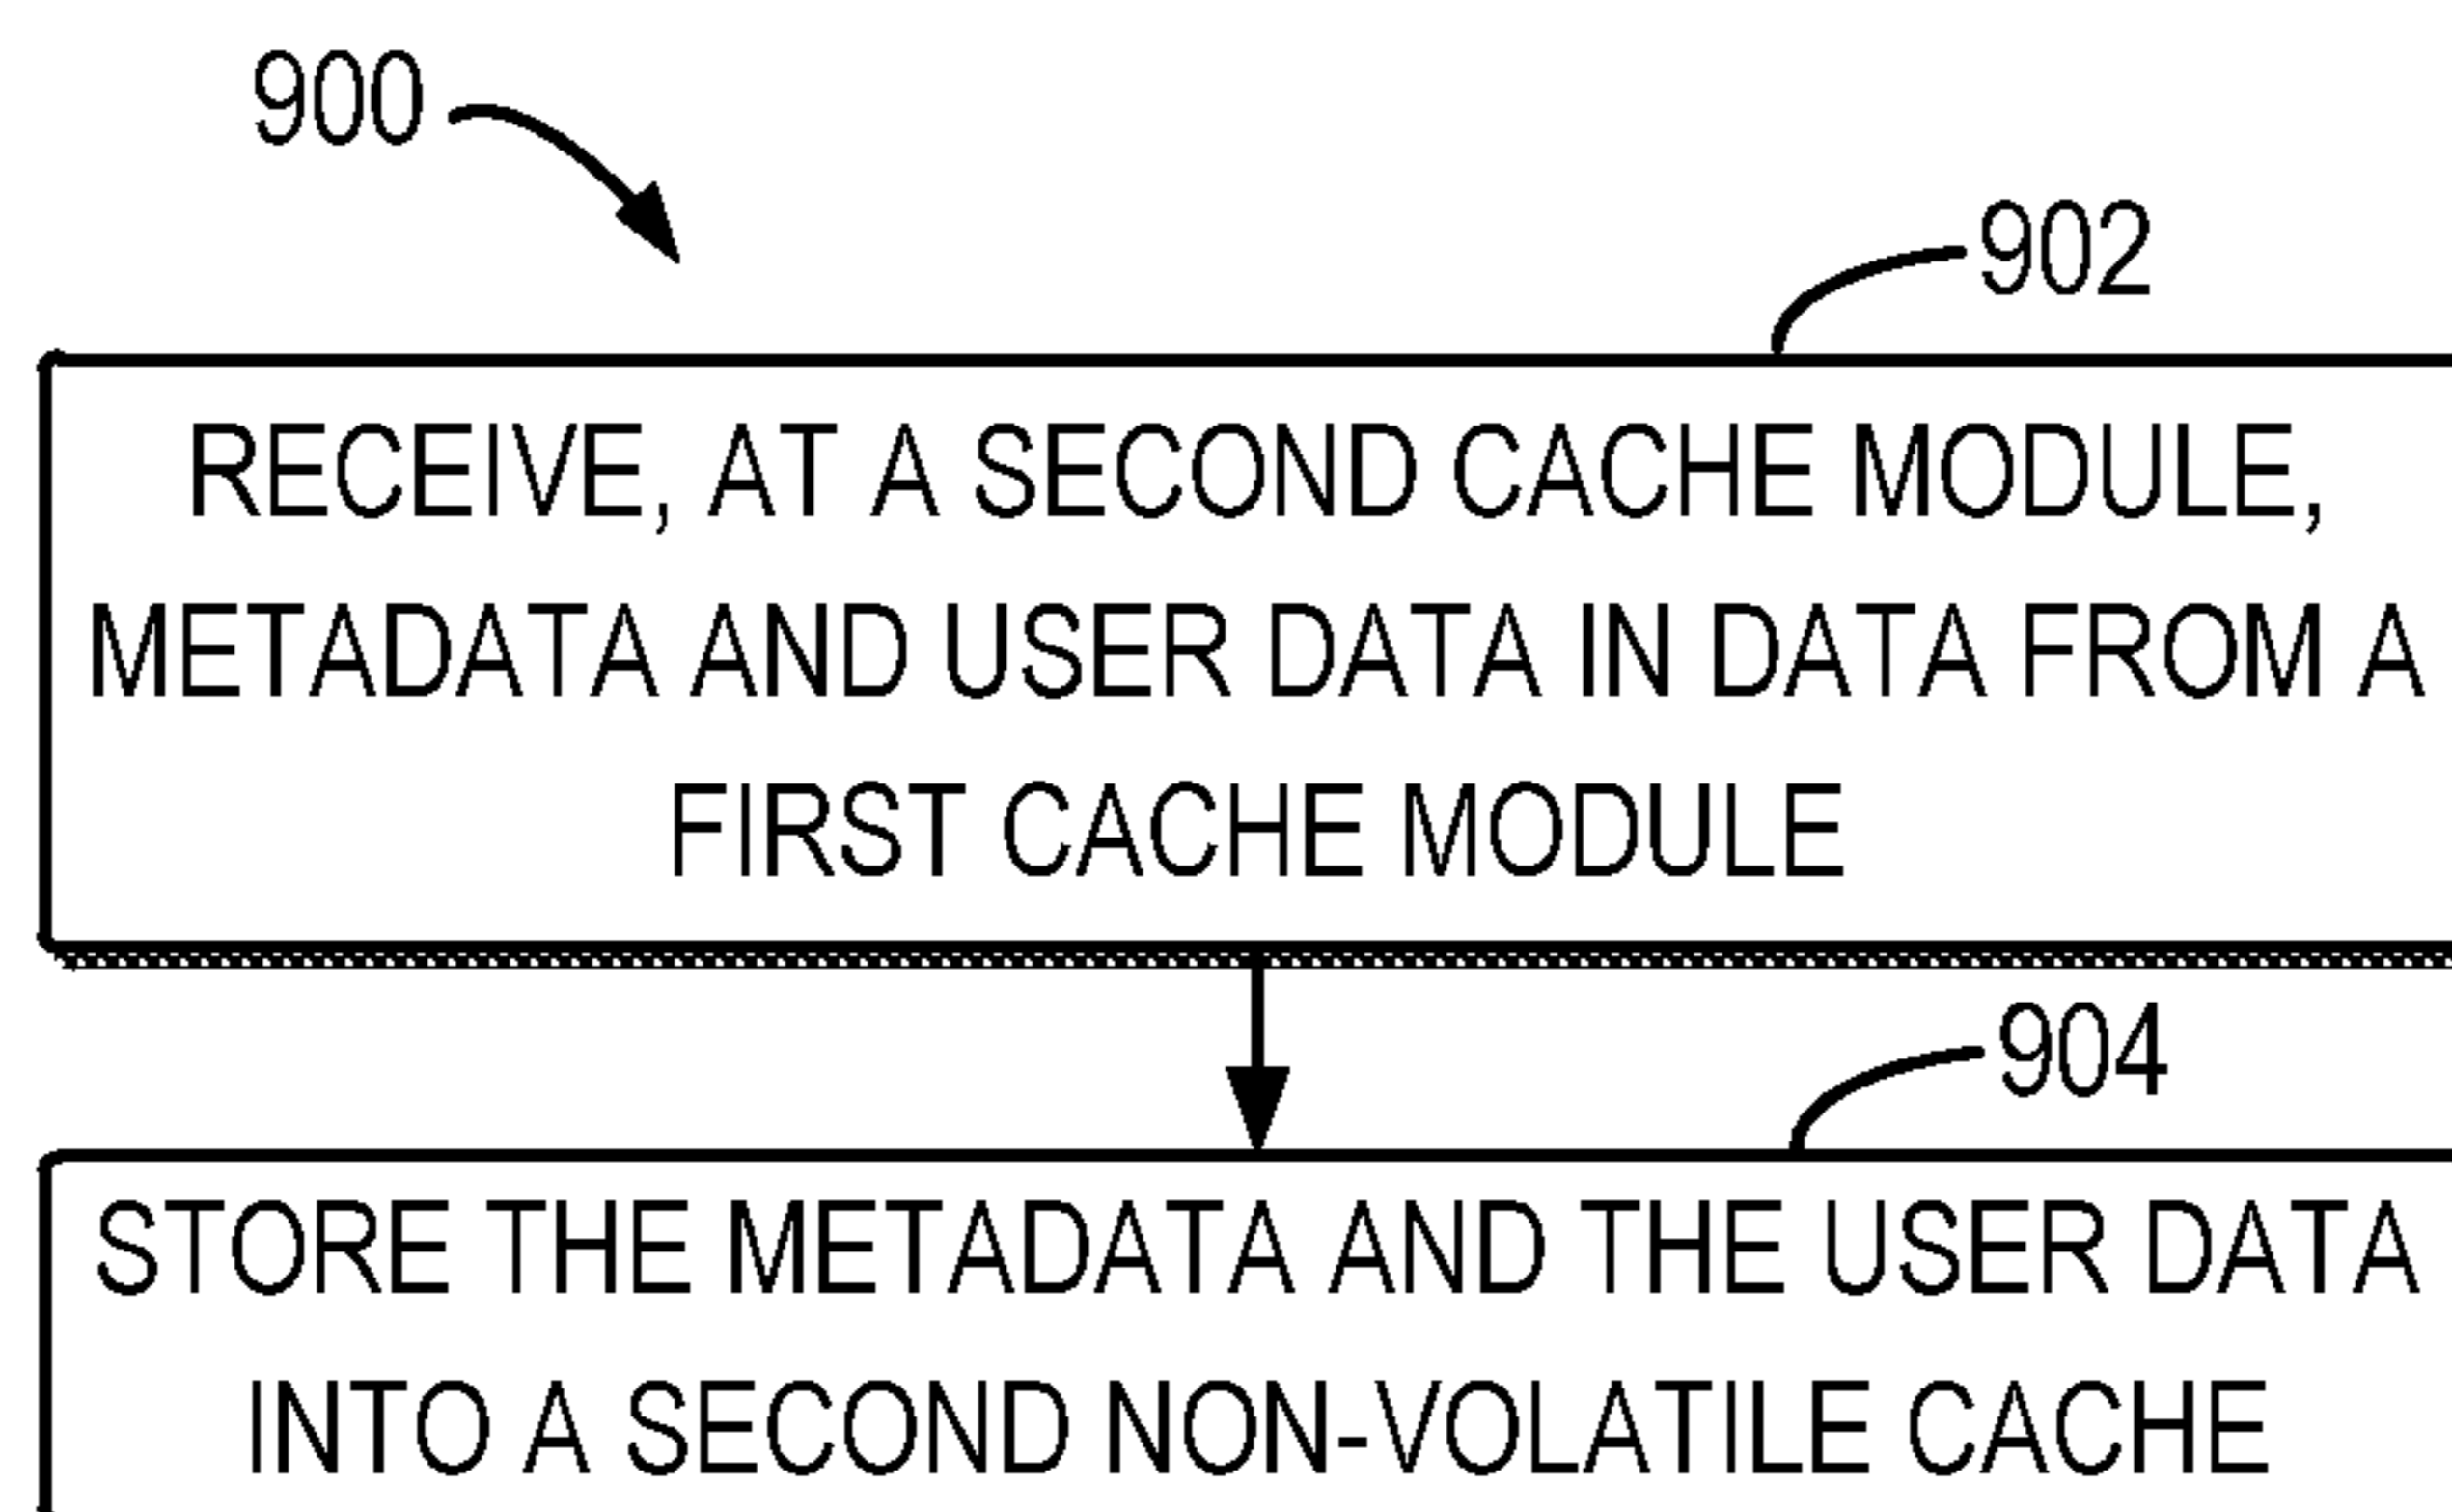 900
902
RECEIVE, AT A SECOND CACHE MODULE,
METADATA AND USER DATA IN DATA FROM A
FIRST CACHE MODULE
904
STORE THE METADATA AND THE USER DATA
INTO A SECOND NON-VOLATILE CACHE